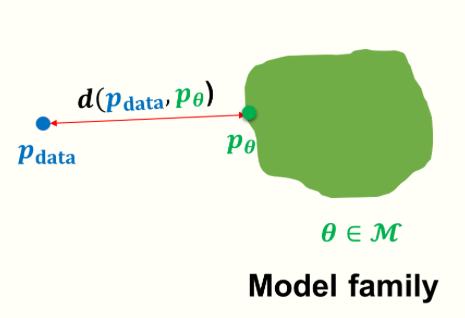 d(p_data, p_θ)
p_data
p_θ
θ ∈ ℳ
Model family